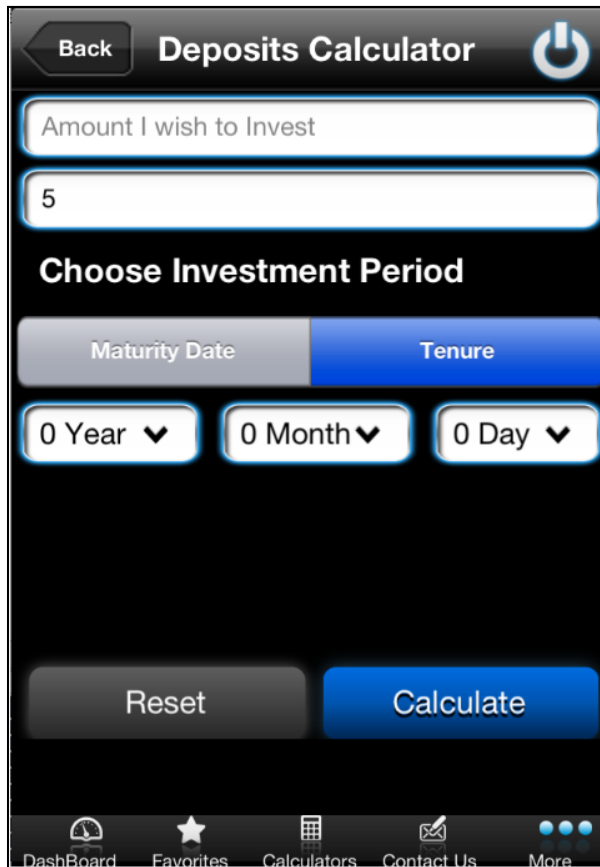 Back Deposits Calculator
Amount I wish to Invest
5
Choose Investment Period
Maturity Date Tenure
0 Year 0 Month 0 Day
Reset Calculate
DashBoard Favorites Calculators Contact Us More